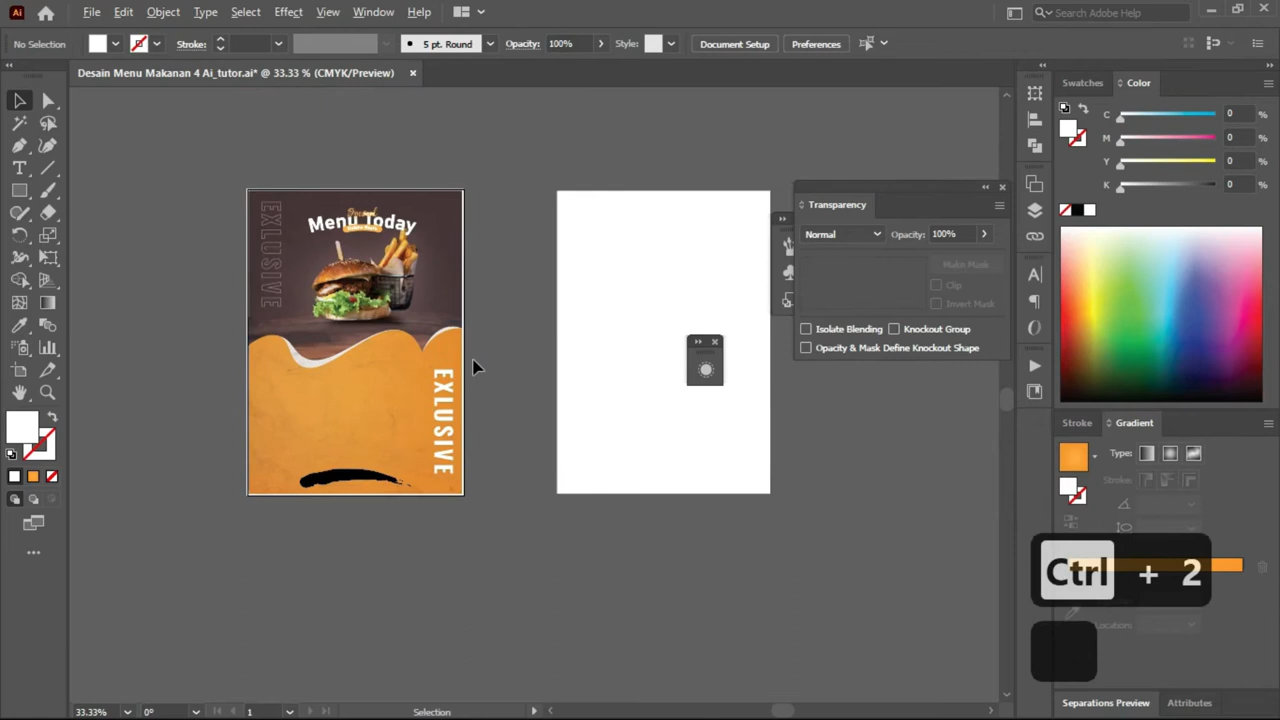 Ai File Edit Object Type Select Effect View Window Help Search Adobe Help
No Selection Stroke: 5 pt. Round Opacity: 100% Style: Document Setup Preferences
Desain Menu Makanan 4 Ai_tutor.ai* @ 33.33 % (CMYK/Preview)
Swatches Color
C 0 %
M 0 %
Y 0 %
K 0 %
EXLUSIVE
Menu Today
EXLUSIVE
Transparency
Normal Opacity: 100%
Make Mask
Clip
Invert Mask
Isolate Blending Knockout Group
Opacity & Mask Define Knockout Shape
Stroke Gradient
Type:
Stroke:
Ctrl + 2
Location:
33.33% 0° 1 Selection
Separations Preview Attributes